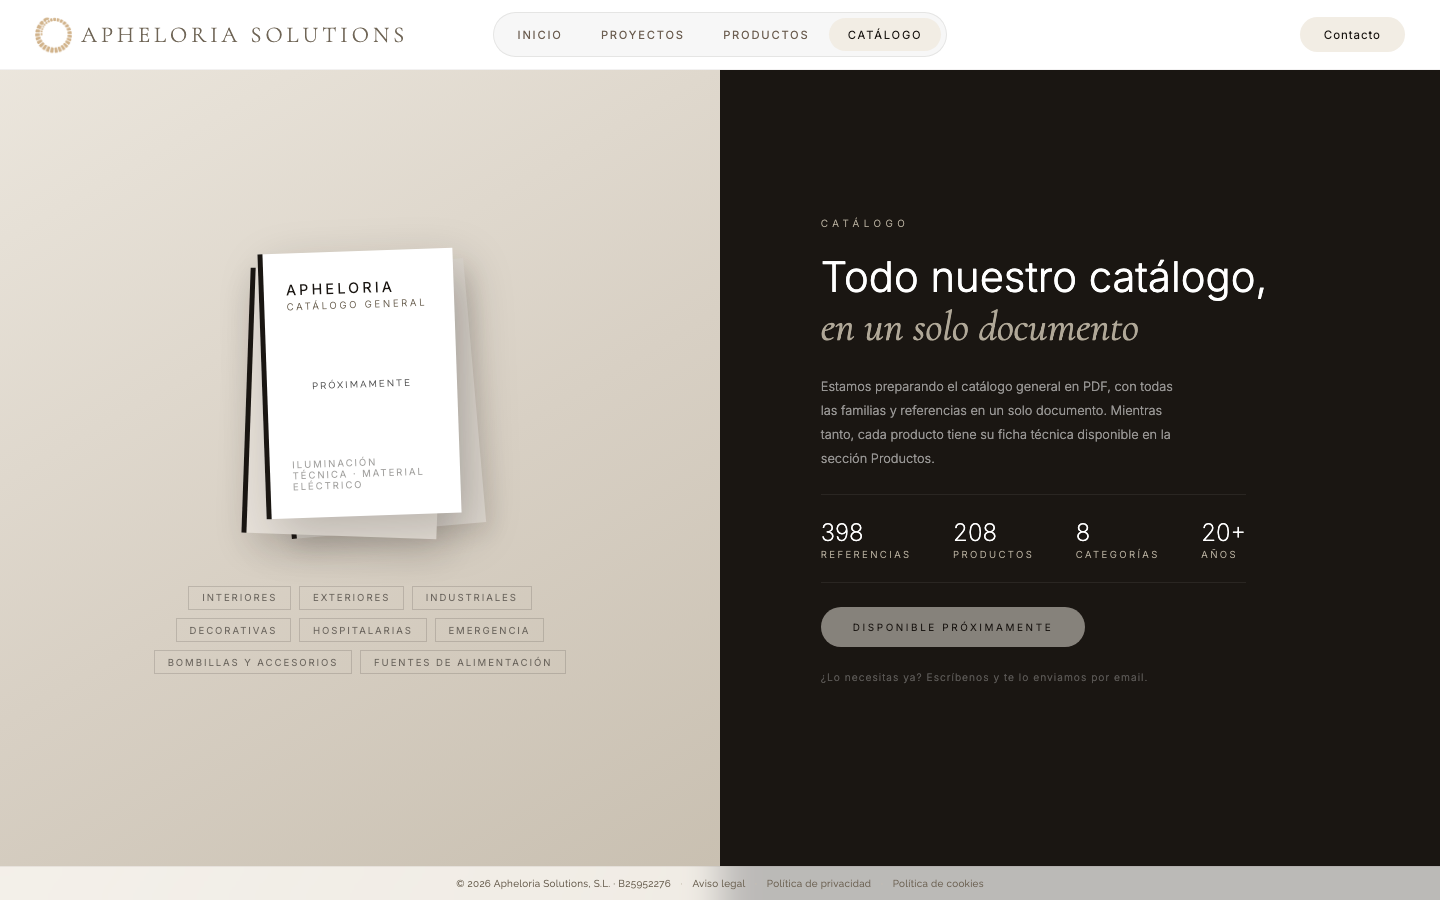 APHELORIA SOLUTIONS
INICIO PROYECTOS PRODUCTOS CATÁLOGO
Contacto
APHELORIA
CATÁLOGO GENERAL
PRÓXIMAMENTE
ILUMINACIÓN
TÉCNICA · MATERIAL
ELÉCTRICO
INTERIORES EXTERIORES INDUSTRIALES
DECORATIVAS HOSPITALARIAS EMERGENCIA
BOMBILLAS Y ACCESORIOS FUENTES DE ALIMENTACIÓN
CATÁLOGO
Todo nuestro catálogo,
en un solo documento
Estamos preparando el catálogo general en PDF, con todas
las familias y referencias en un solo documento. Mientras
tanto, cada producto tiene su ficha técnica disponible en la
sección Productos.
398 208 8 20+
REFERENCIAS PRODUCTOS CATEGORÍAS AÑOS
DISPONIBLE PRÓXIMAMENTE
¿Lo necesitas ya? Escríbenos y te lo enviamos por email.
© 2026 Apheloria Solutions, S.L. · B25952276 · Aviso legal Política de privacidad Política de cookies